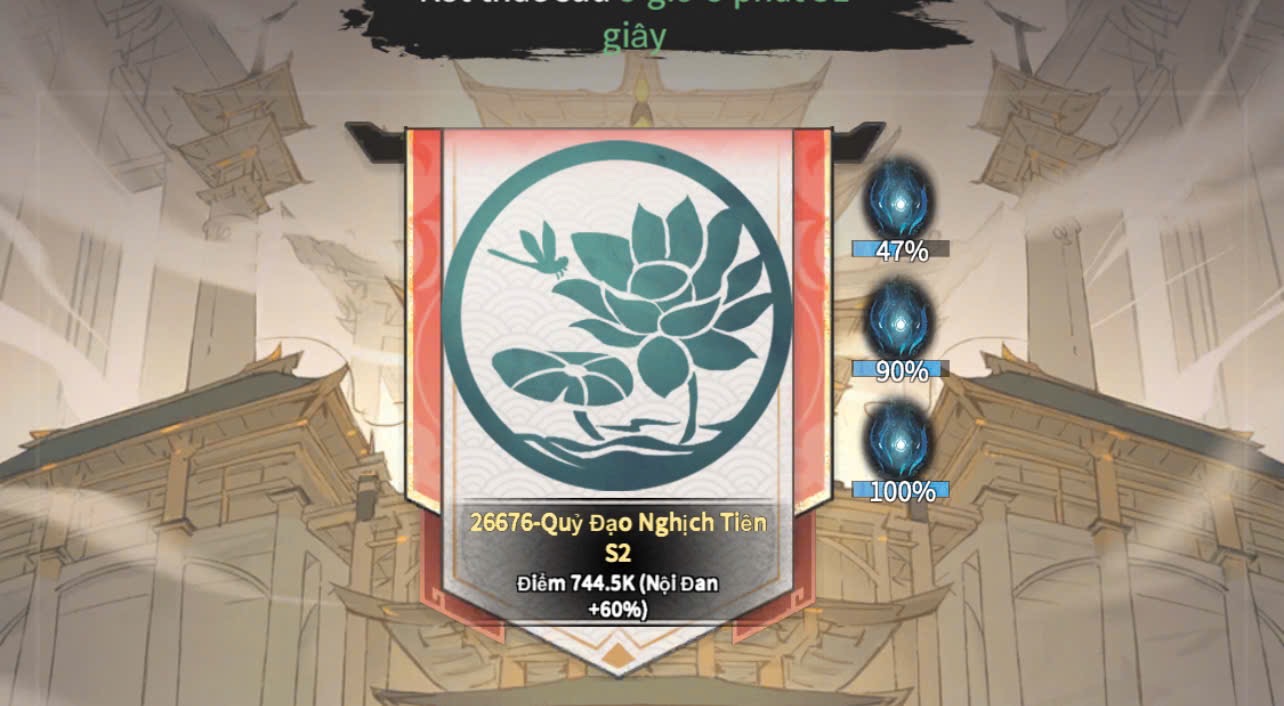 giây
47%
90%
100%
26676-Quỷ Đạo Nghịch Tiên
S2
Điểm 744.5K (Nội Đan
+60%)